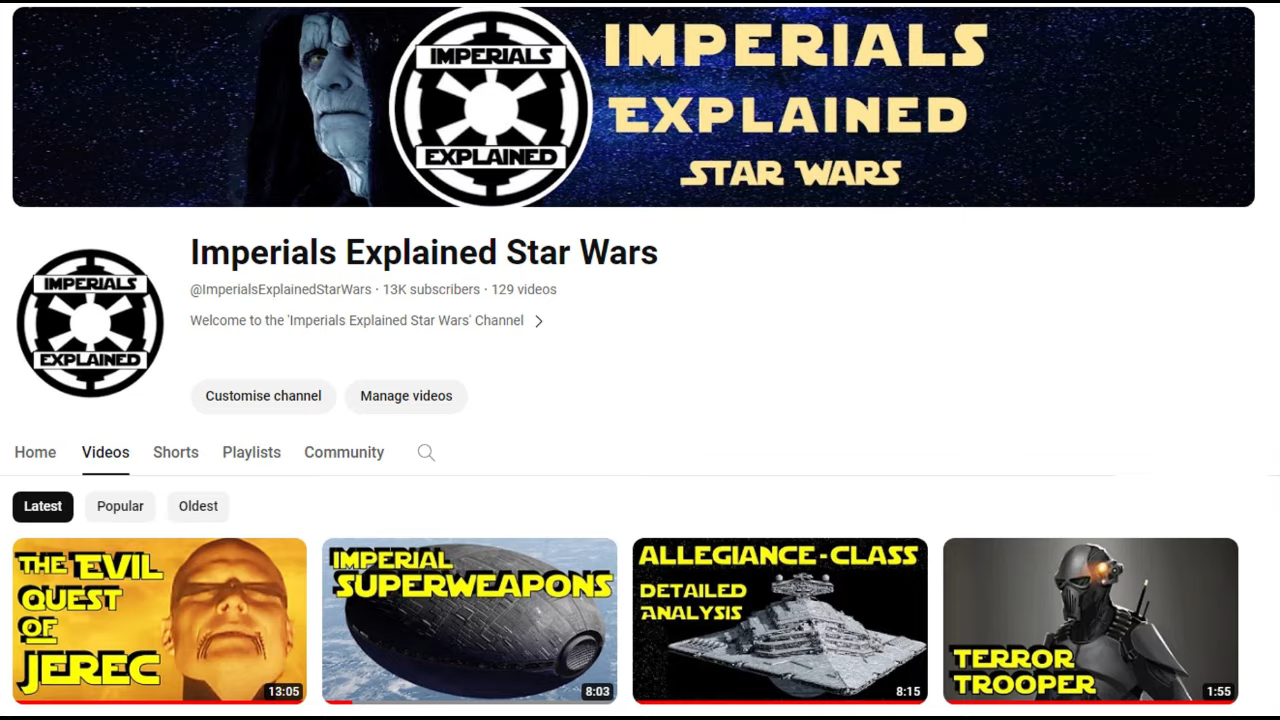 IMPERIALS
EXPLAINED
IMPERIALS
EXPLAINED
STAR WARS
IMPERIALS
EXPLAINED
Imperials Explained Star Wars
@ImperialsExplainedStarWars · 13K subscribers · 129 videos
Welcome to the 'Imperials Explained Star Wars' Channel
Customise channel Manage videos
Home Videos Shorts Playlists Community
Latest Popular Oldest
THE EVIL
QUEST
OF
JEREC
13:05
IMPERIAL
SUPERWEAPONS
8:03
ALLEGIANCE-CLASS
DETAILED
ANALYSIS
8:15
TERROR
TROOPER
1:55